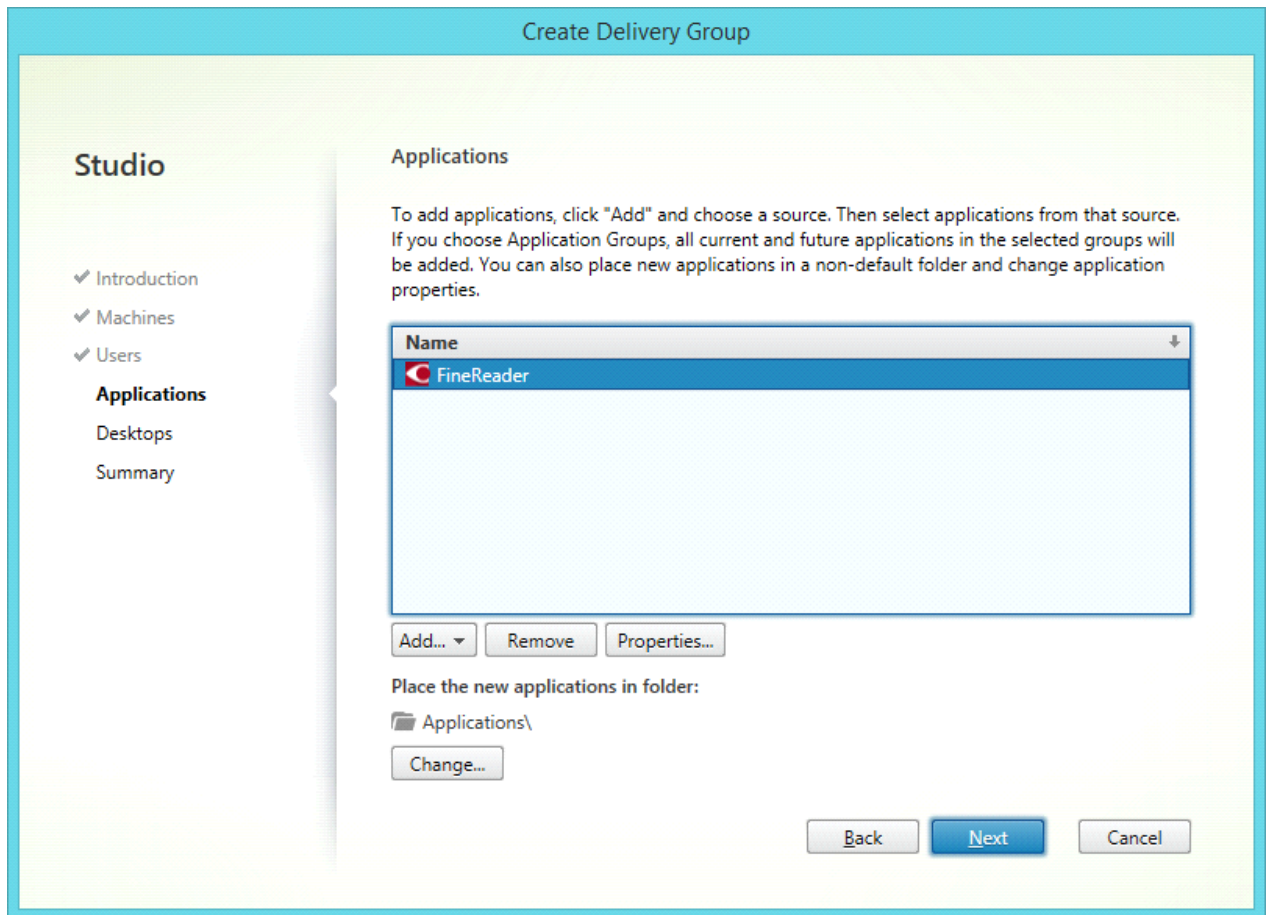 Create Delivery Group
Studio
Introduction
Machines
Users
Applications
Desktops
Summary
Applications
To add applications, click "Add" and choose a source. Then select applications from that source.
If you choose Application Groups, all current and future applications in the selected groups will
be added. You can also place new applications in a non-default folder and change application
properties.
Name
FineReader
Add...
Remove
Properties...
Place the new applications in folder:
Applications\
Change...
Back
Next
Cancel